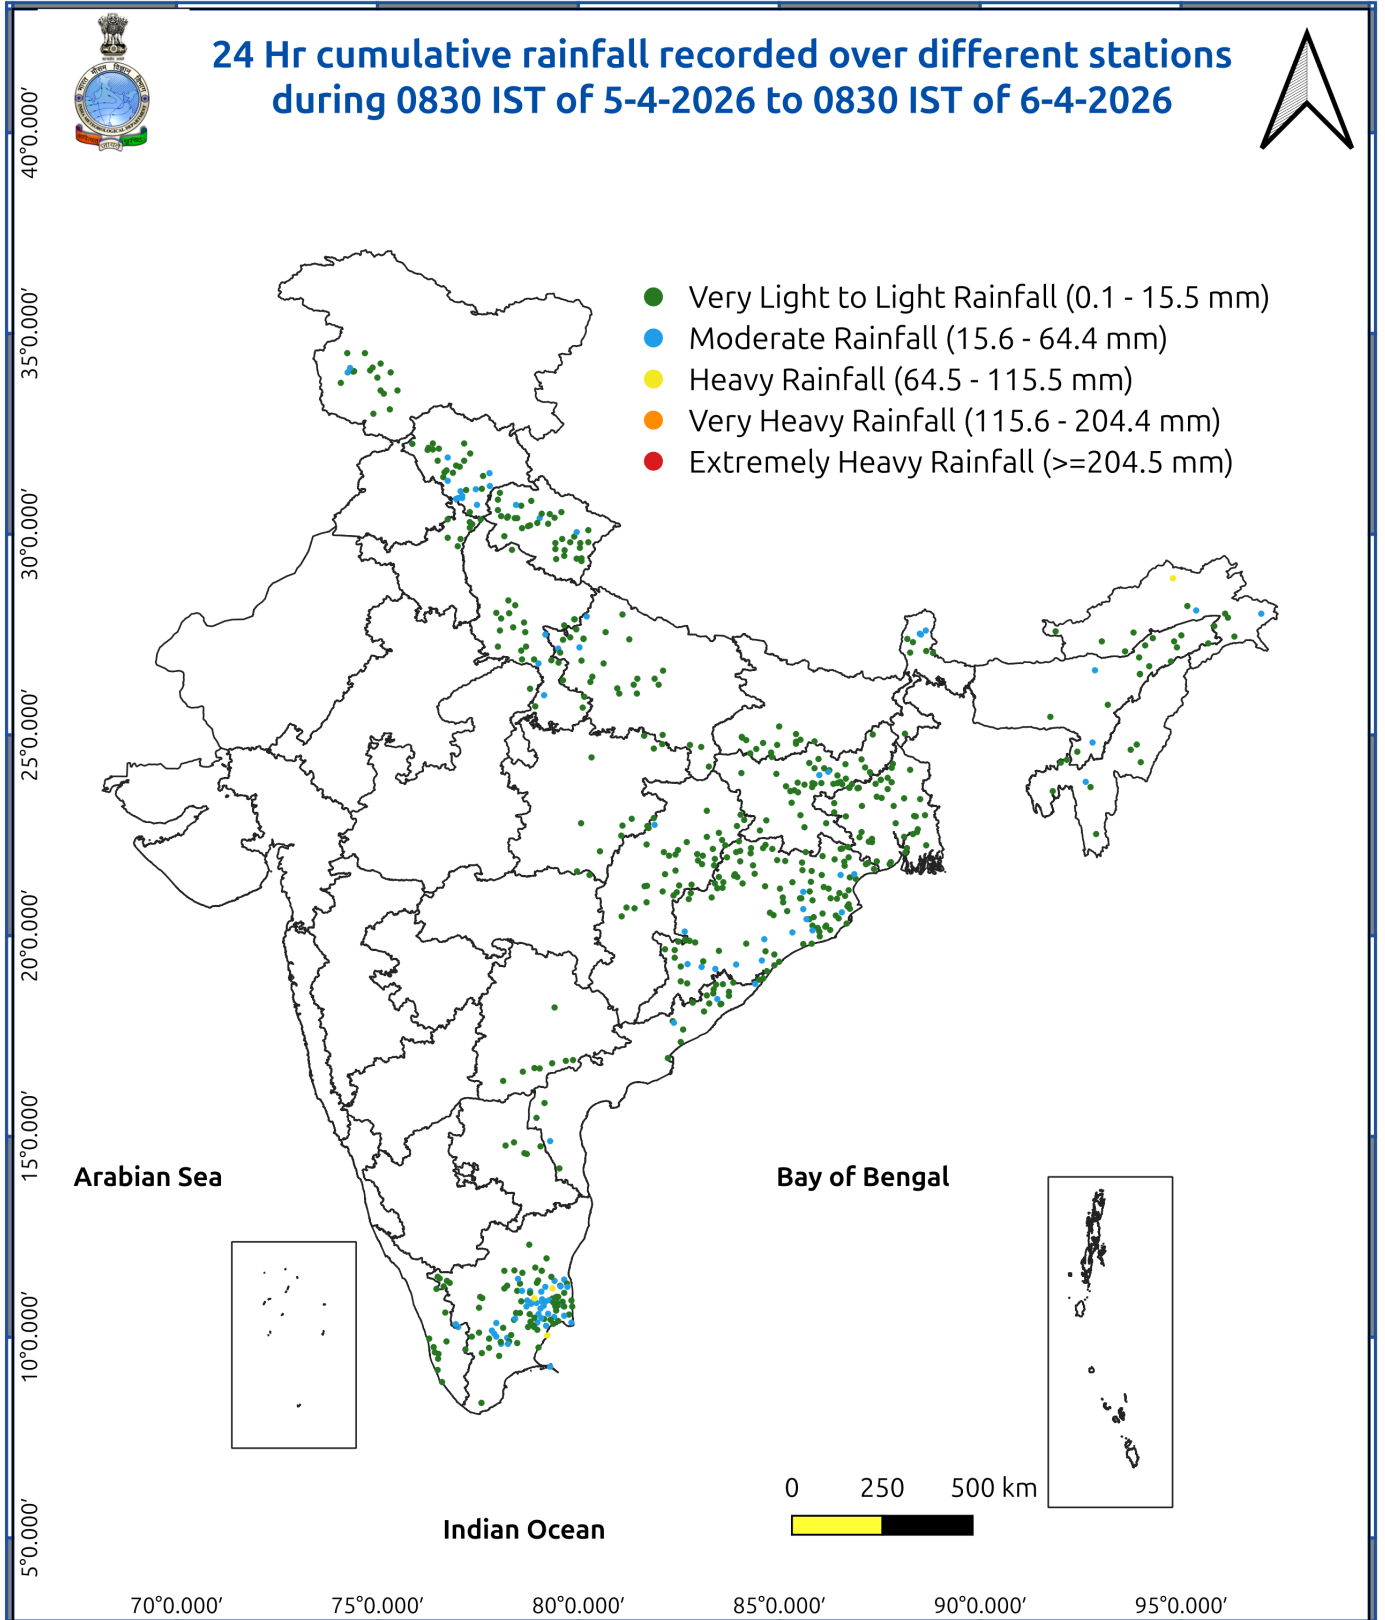 24 Hr cumulative rainfall recorded over different stations
during 0830 IST of 5-4-2026 to 0830 IST of 6-4-2026
Very Light to Light Rainfall (0.1 - 15.5 mm)
Moderate Rainfall (15.6 - 64.4 mm)
Heavy Rainfall (64.5 - 115.5 mm)
Very Heavy Rainfall (115.6 - 204.4 mm)
Extremely Heavy Rainfall (>=204.5 mm)
40°0.000′
35°0.000′
30°0.000′
25°0.000′
20°0.000′
15°0.000′
10°0.000′
5°0.000′
Arabian Sea
Bay of Bengal
Indian Ocean
0 250 500 km
70°0.000′ 75°0.000′ 80°0.000′ 85°0.000′ 90°0.000′ 95°0.000′